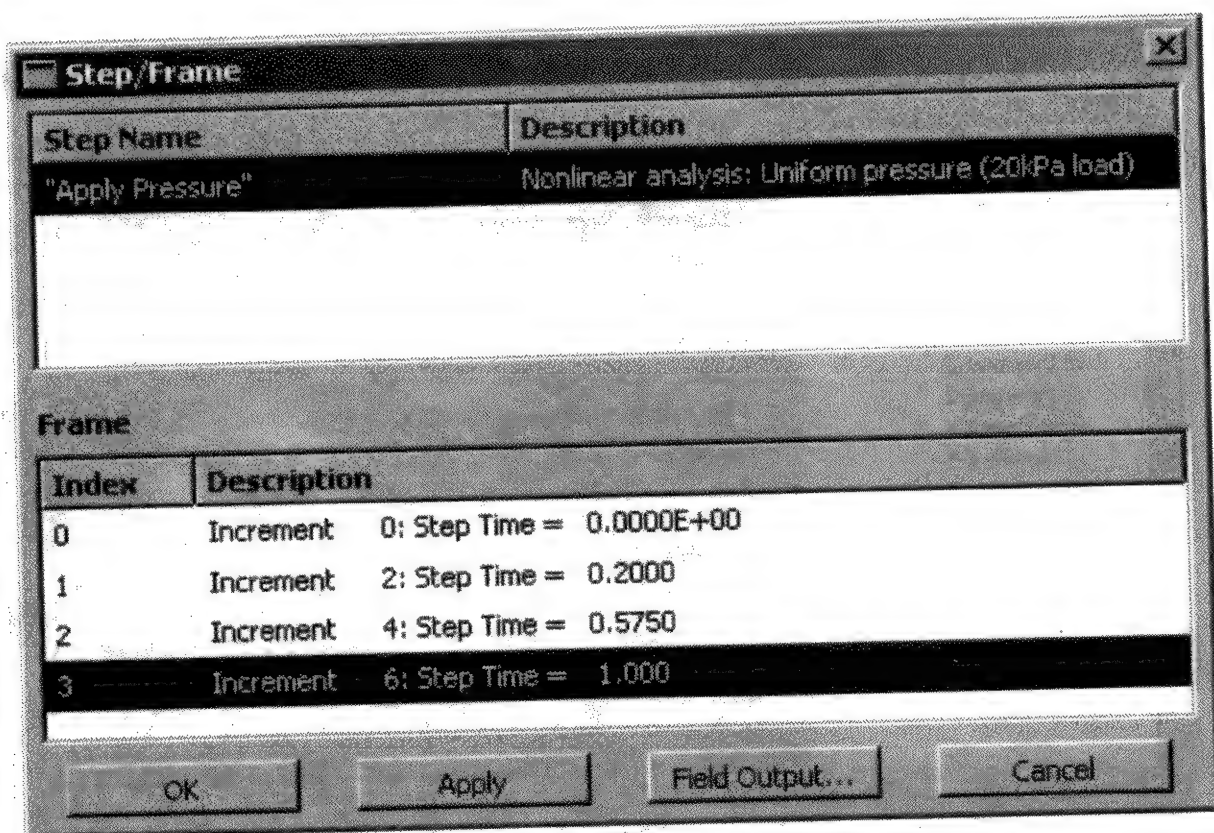 Step/Frame
Step Name Description
"Apply Pressure" Nonlinear analysis: Uniform pressure (20kPa load)
Frame
Index Description
0 Increment 0: Step Time = 0.0000E+00
1 Increment 2: Step Time = 0.2000
2 Increment 4: Step Time = 0.5750
3 Increment 6: Step Time = 1.000
OK Apply Field Output... Cancel